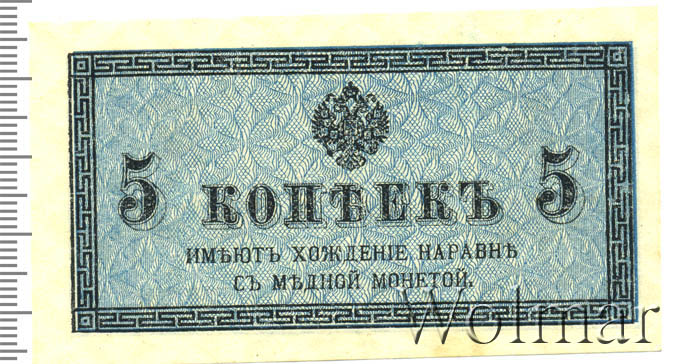 5 КОПѢЕКЪ 5
ИМѢЮТЪ ХОЖДЕНІЕ НАРАВНѢ
СЪ МѢДНОЙ МОНЕТОЙ.
Wolmar